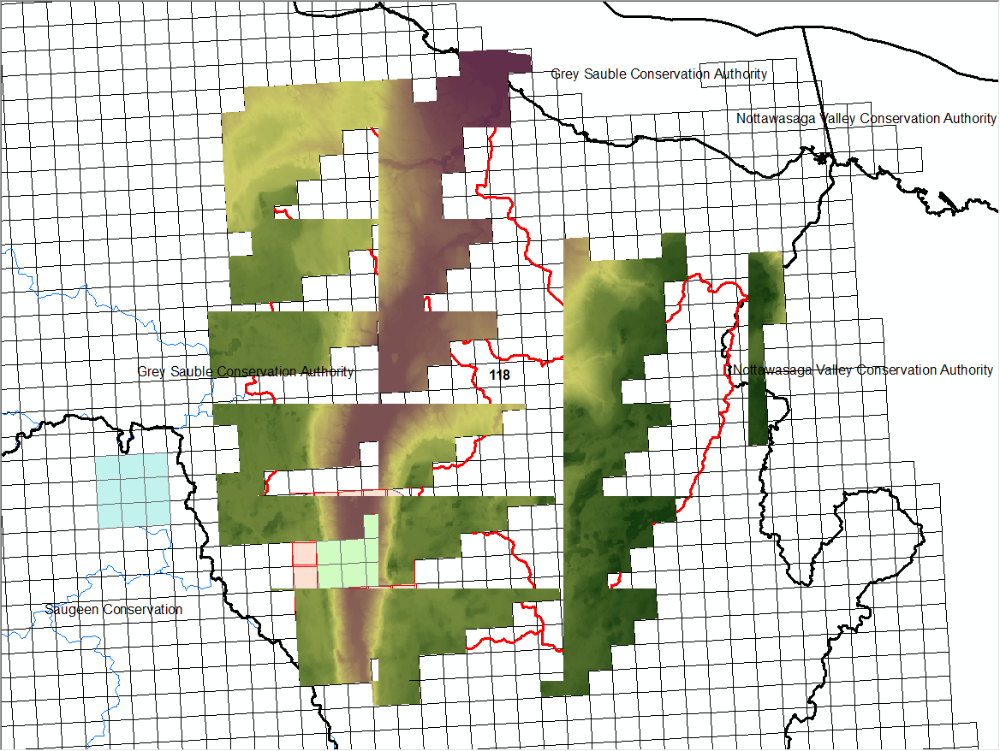 Grey Sauble Conservation Authority
Nottawasaga Valley Conservation Authority
Grey Sauble Conservation Authority
118
Nottawasaga Valley Conservation Authority
Saugeen Conservation